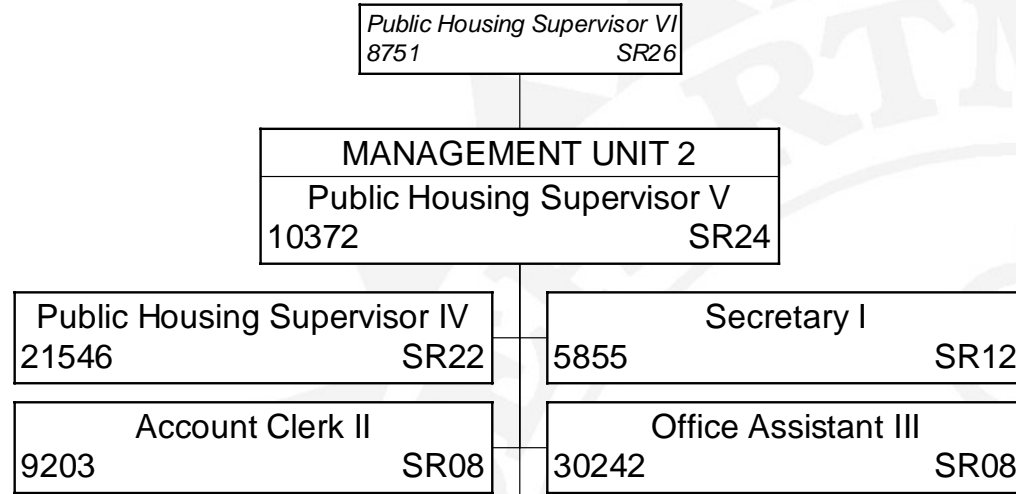 Public Housing Supervisor VI
8751 SR26
MANAGEMENT UNIT 2
Public Housing Supervisor V
10372 SR24
Public Housing Supervisor IV
21546 SR22
Secretary I
5855 SR12
Account Clerk II
9203 SR08
Office Assistant III
30242 SR08